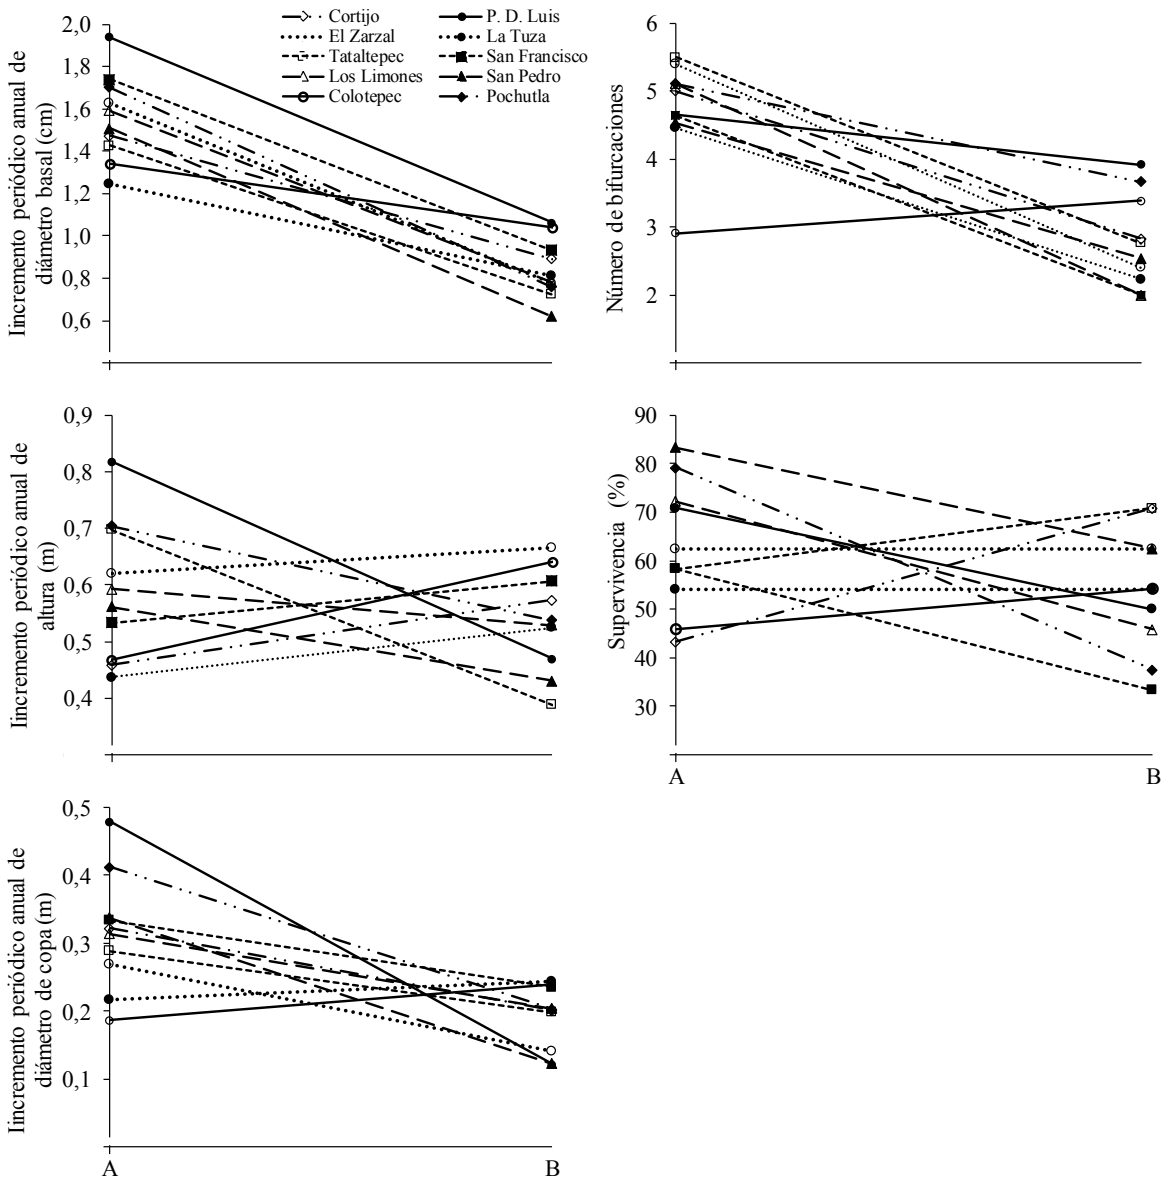 Cortijo
El Zarzal
Tataltepec
Los Limones
Colotepec
P. D. Luis
La Tuza
San Francisco
San Pedro
Pochutla
Iincremento periódico anual de
diámetro basal (cm)
2,0
1,8
1,6
1,4
1,2
1,0
0,8
0,6
Número de bifurcaciones
6
5
4
3
2
Iincremento periódico anual de
altura (m)
0,9
0,8
0,7
0,6
0,5
0,4
Supervivencia (%)
90
80
70
60
50
40
30
A
B
Iincremento periódico anual de
diámetro de copa (m)
0,5
0,4
0,3
0,2
0,1
A
B